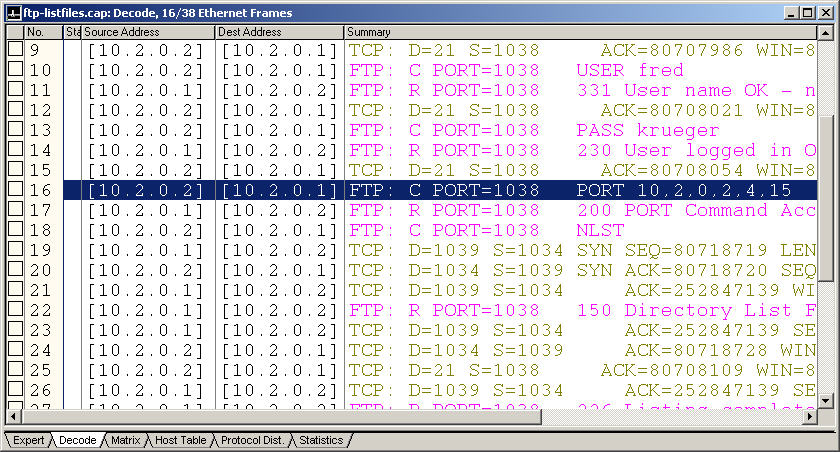 ftp-listfiles.cap: Decode, 16/38 Ethernet Frames
No. Sta Source Address Dest Address Summary
9 [10.2.0.2] [10.2.0.1] TCP: D=21 S=1038 ACK=80707986 WIN=8
10 [10.2.0.2] [10.2.0.1] FTP: C PORT=1038 USER fred
11 [10.2.0.1] [10.2.0.2] FTP: R PORT=1038 331 User name OK - n
12 [10.2.0.2] [10.2.0.1] TCP: D=21 S=1038 ACK=80708021 WIN=8
13 [10.2.0.2] [10.2.0.1] FTP: C PORT=1038 PASS krueger
14 [10.2.0.1] [10.2.0.2] FTP: R PORT=1038 230 User logged in O
15 [10.2.0.2] [10.2.0.1] TCP: D=21 S=1038 ACK=80708054 WIN=8
16 [10.2.0.2] [10.2.0.1] FTP: C PORT=1038 PORT 10,2,0,2,4,15
17 [10.2.0.1] [10.2.0.2] FTP: R PORT=1038 200 PORT Command Acc
18 [10.2.0.2] [10.2.0.1] FTP: C PORT=1038 NLST
19 [10.2.0.1] [10.2.0.2] TCP: D=1039 S=1034 SYN SEQ=80718719 LEN
20 [10.2.0.2] [10.2.0.1] TCP: D=1034 S=1039 SYN ACK=80718720 SEQ
21 [10.2.0.1] [10.2.0.2] TCP: D=1039 S=1034 ACK=252847139 WI
22 [10.2.0.1] [10.2.0.2] FTP: R PORT=1038 150 Directory List F
23 [10.2.0.1] [10.2.0.2] TCP: D=1039 S=1034 ACK=252847139 SE
24 [10.2.0.2] [10.2.0.1] TCP: D=1034 S=1039 ACK=80718728 WIN
25 [10.2.0.2] [10.2.0.1] TCP: D=21 S=1038 ACK=80708109 WIN=8
26 [10.2.0.1] [10.2.0.2] TCP: D=1039 S=1034 ACK=252847139 SE
27 [10.2.0.1] [10.2.0.2] FTP: R PORT=1038 226 Listing complete
Expert Decode Matrix Host Table Protocol Dist. Statistics